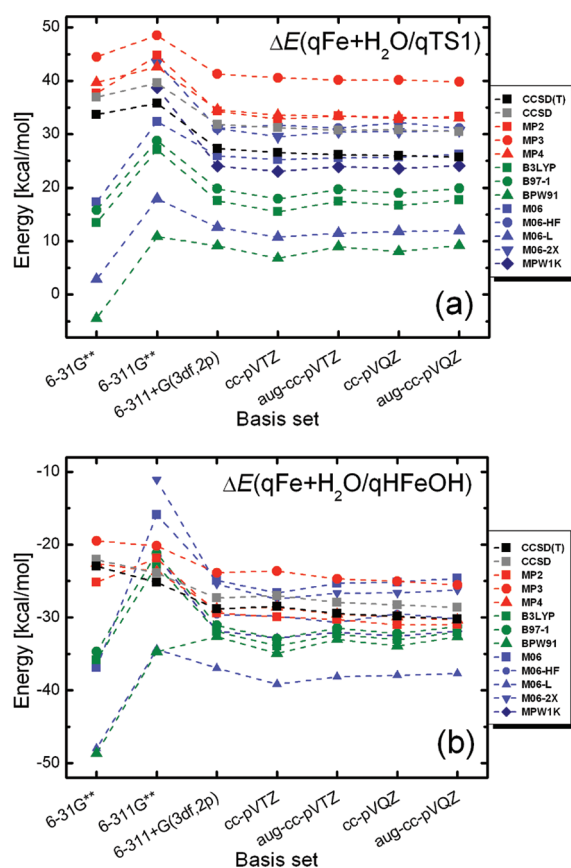 ΔE(qFe+H₂O/qTS1)
50
40
30
20
10
0
Energy [kcal/mol]
(a)
6-31G**
6-311G**
6-311+G(3df,2p)
cc-pVTZ
aug-cc-pVTZ
cc-pVQZ
aug-cc-pVQZ
Basis set
CCSD(T)
CCSD
MP2
MP3
MP4
B3LYP
B97-1
BPW91
M06
M06-HF
M06-L
M06-2X
MPW1K
ΔE(qFe+H₂O/qHFeOH)
-10
-20
-30
-40
-50
Energy [kcal/mol]
(b)
6-31G**
6-311G**
6-311+G(3df,2p)
cc-pVTZ
aug-cc-pVTZ
cc-pVQZ
aug-cc-pVQZ
Basis set
CCSD(T)
CCSD
MP2
MP3
MP4
B3LYP
B97-1
BPW91
M06
M06-HF
M06-L
M06-2X
MPW1K